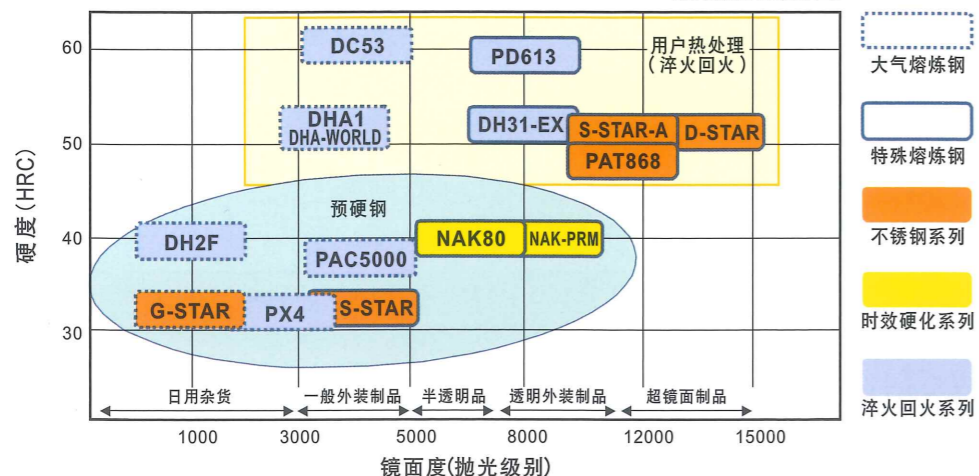 60
50
40
30
硬度(HRC)
DC53
PD613
用户热处理
(淬火回火)
DHA1
DHA-WORLD
DH31-EX
S-STAR-A
D-STAR
PAT868
预硬钢
DH2F
PAC5000
NAK80
NAK-PRM
G-STAR
PX4
S-STAR
日用杂货
一般外装制品
半透明品
透明外装制品
超镜面制品
1000
3000
5000
8000
12000
15000
镜面度(抛光级别)
大气熔炼钢
特殊熔炼钢
不锈钢系列
时效硬化系列
淬火回火系列